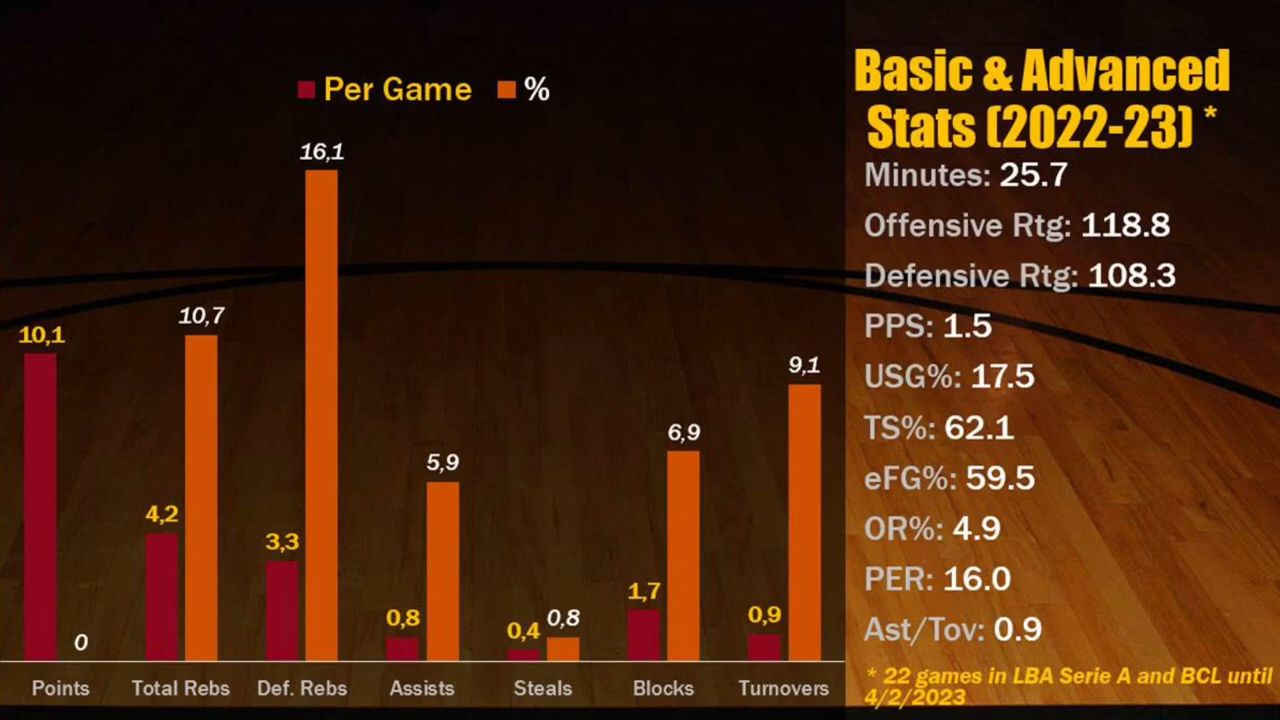 Per Game %
10,1
0
4,2
10,7
3,3
16,1
0,8
5,9
0,4
0,8
1,7
6,9
0,9
9,1
Points Total Rebs Def. Rebs Assists Steals Blocks Turnovers
Basic & Advanced
Stats (2022-23) *
Minutes: 25.7
Offensive Rtg: 118.8
Defensive Rtg: 108.3
PPS: 1.5
USG%: 17.5
TS%: 62.1
eFG%: 59.5
OR%: 4.9
PER: 16.0
Ast/Tov: 0.9
* 22 games in LBA Serie A and BCL until
4/2/2023